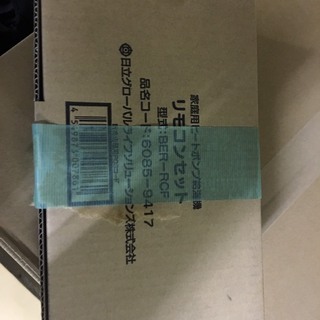 家庭用ヒートポンプ給湯機
リモコンセット
型式:BER-RCF
品名コード:6085-9417
日立グローバルライフソリューションズ株式会社